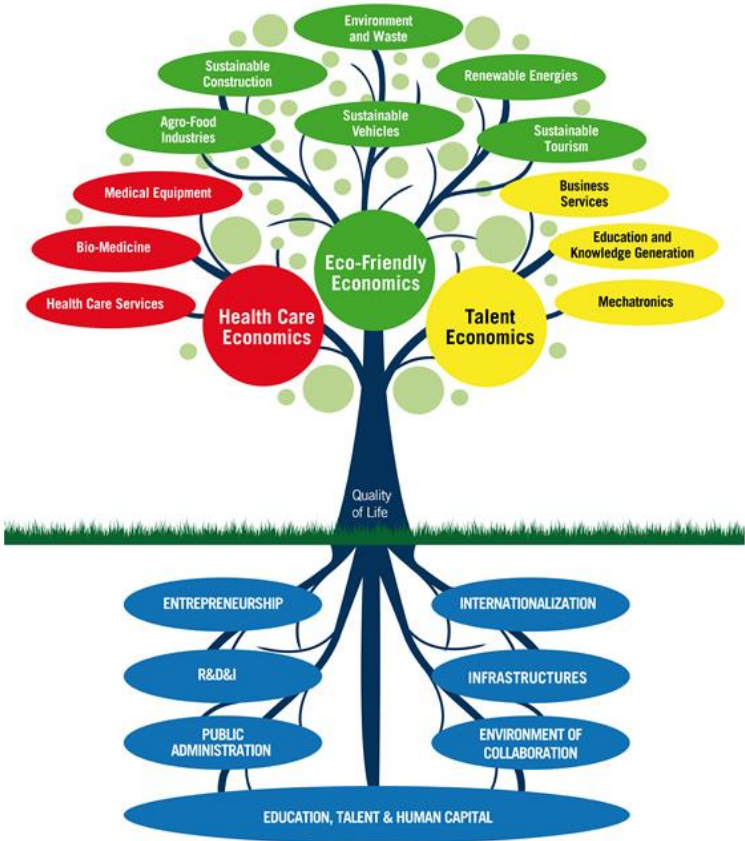 Environment
and Waste
Sustainable
Construction
Renewable Energies
Agro-Food
Industries
Sustainable
Vehicles
Sustainable
Tourism
Medical Equipment
Business
Services
Bio-Medicine
Education and
Knowledge Generation
Health Care Services
Mechatronics
Eco-Friendly
Economics
Health Care
Economics
Talent
Economics
Quality
of Life
ENTREPRENEURSHIP
INTERNATIONALIZATION
R&D&I
INFRASTRUCTURES
PUBLIC
ADMINISTRATION
ENVIRONMENT OF
COLLABORATION
EDUCATION, TALENT & HUMAN CAPITAL